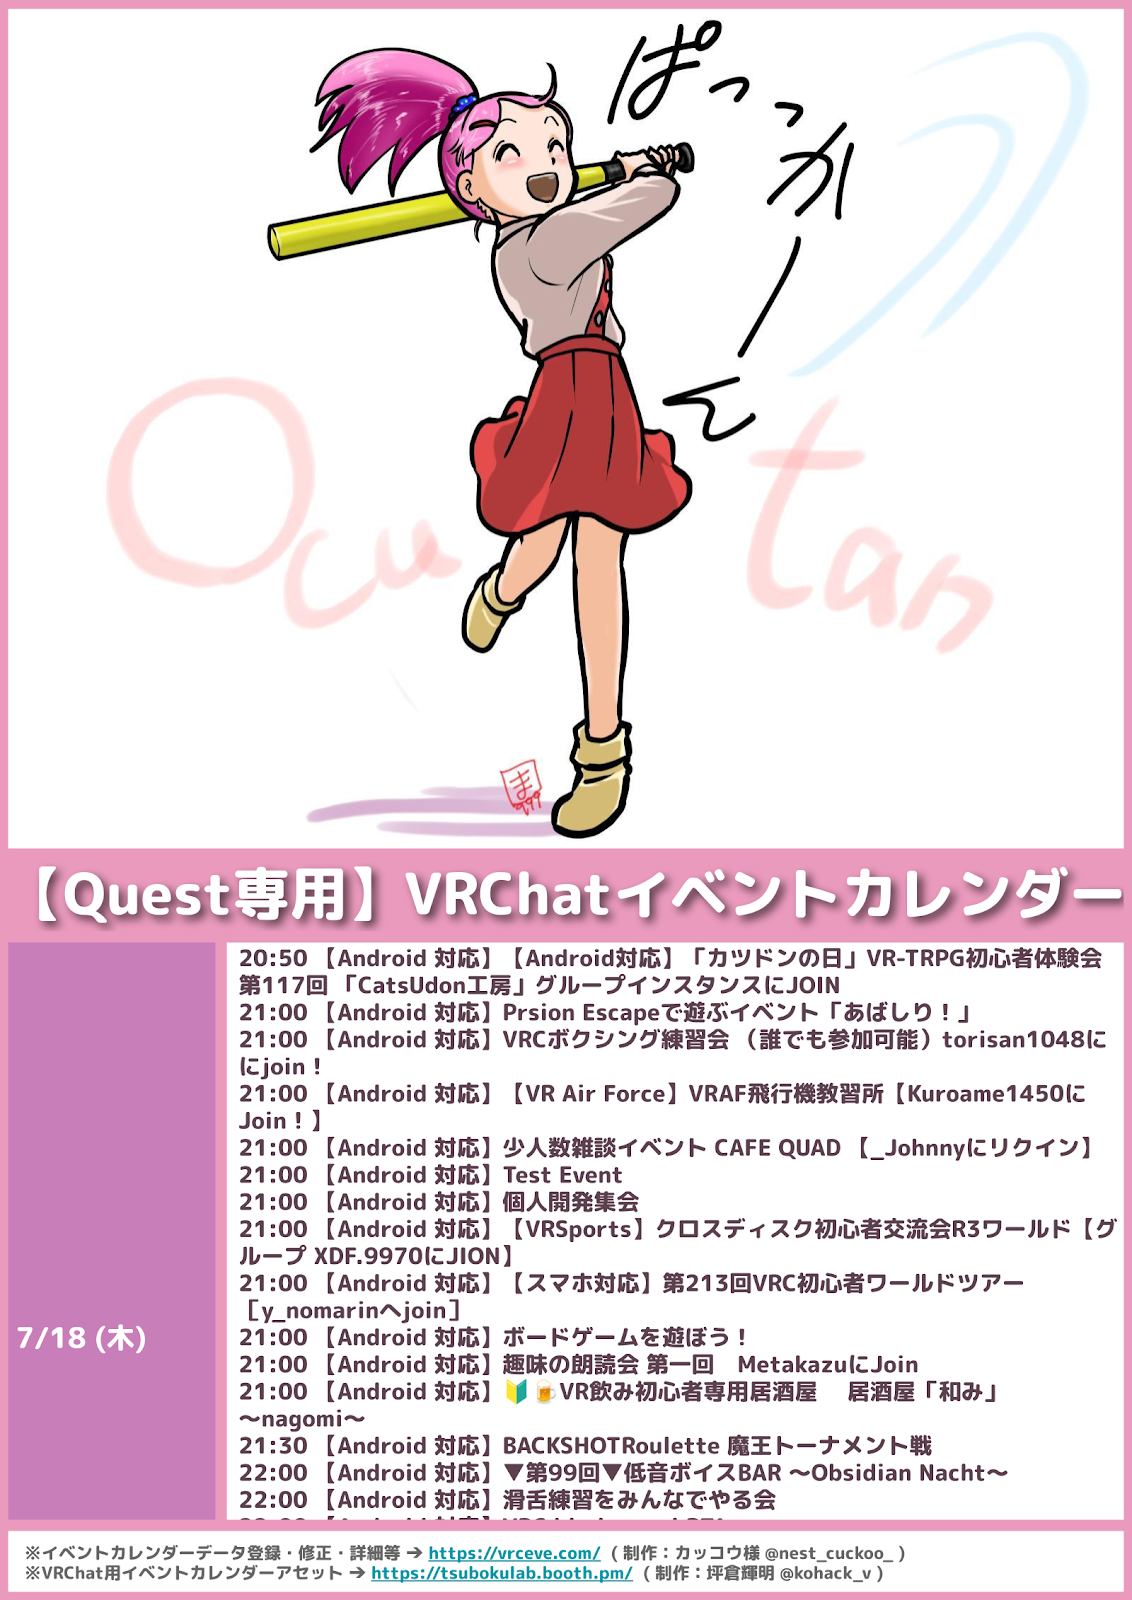 ぱっっかーーん
Ocu tan
ま
999
【Quest専用】VRChatイベントカレンダー
7/18 (木)
20:50 【Android 対応】【Android対応】「カツドンの日」VR-TRPG初心者体験会
第117回 「CatsUdon工房」グループインスタンスにJOIN
21:00 【Android 対応】Prsion Escapeで遊ぶイベント「あばしり！」
21:00 【Android 対応】VRCボクシング練習会 （誰でも参加可能）torisan1048に
にjoin！
21:00 【Android 対応】【VR Air Force】VRAF飛行機教習所【Kuroame1450に
Join！】
21:00 【Android 対応】少人数雑談イベント CAFE QUAD 【_Johnnyにリクイン】
21:00 【Android 対応】Test Event
21:00 【Android 対応】個人開発集会
21:00 【Android 対応】【VRSports】クロスディスク初心者交流会R3ワールド【グ
ループ XDF.9970にJION】
21:00 【Android 対応】【スマホ対応】第213回VRC初心者ワールドツアー
［y_nomarinへjoin］
21:00 【Android 対応】ボードゲームを遊ぼう！
21:00 【Android 対応】趣味の朗読会 第一回　MetakazuにJoin
21:00 【Android 対応】🔰🍺VR飲み初心者専用居酒屋　 居酒屋「和み」
〜nagomi〜
21:30 【Android 対応】BACKSHOTRoulette 魔王トーナメント戦
22:00 【Android 対応】▼第99回▼低音ボイスBAR 〜Obsidian Nacht〜
22:00 【Android 対応】滑舌練習をみんなでやる会
※イベントカレンダーデータ登録・修正・詳細等 ➔ https://vrceve.com/ ( 制作：カッコウ様 @nest_cuckoo_ )
※VRChat用イベントカレンダーアセット ➔ https://tsubokulab.booth.pm/ ( 制作：坪倉輝明 @kohack_v )